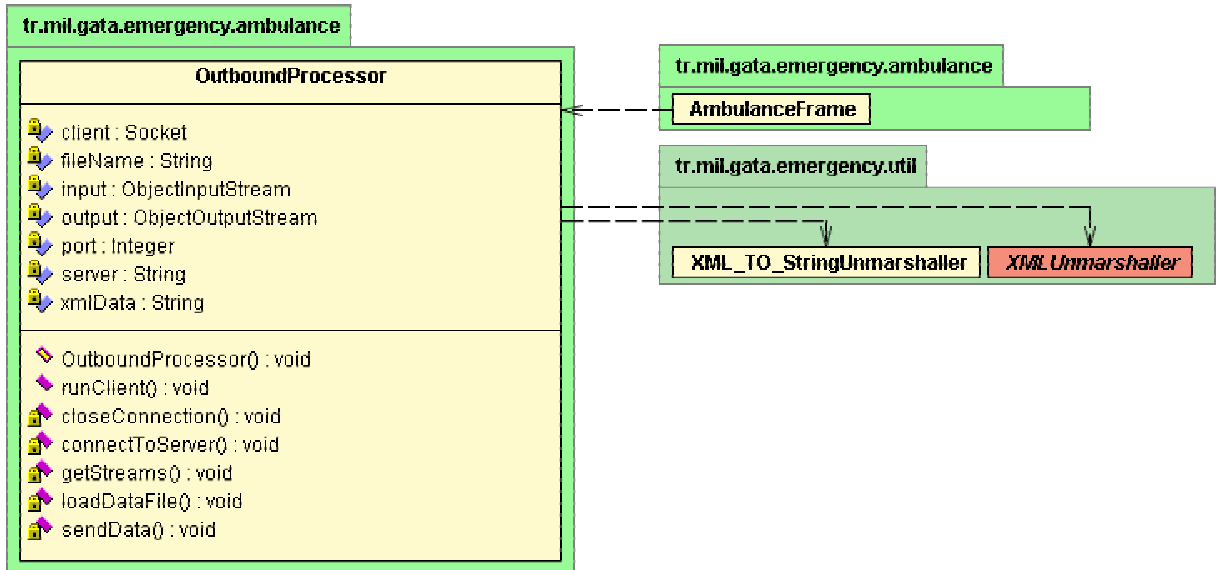 tr.mil.gata.emergency.ambulance
OutboundProcessor
client : Socket
fileName : String
input : ObjectInputStream
output : ObjectOutputStream
port : Integer
server : String
xmlData : String
OutboundProcessor() : void
runClient() : void
closeConnection() : void
connectToServer() : void
getStreams() : void
loadDataFile() : void
sendData() : void
tr.mil.gata.emergency.ambulance
AmbulanceFrame
tr.mil.gata.emergency.util
XML_TO_StringUnmarshaller
XMLUnmarshaller